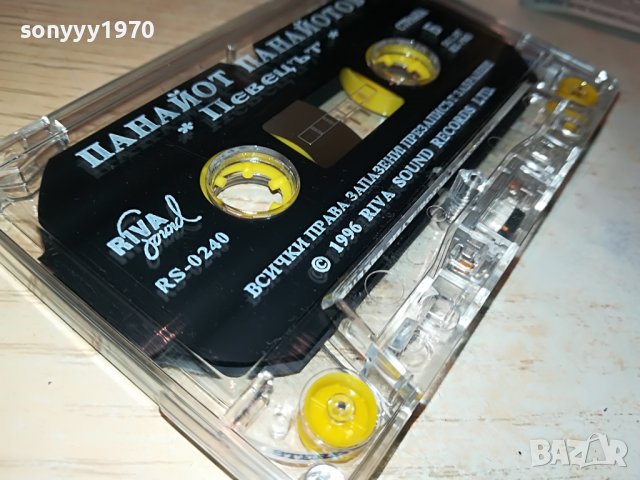 sonyyy1970
ПАНАЙОТ ПАНАЙОТОВ
* Певецът *
RIVA
Sound
RS-0240
ВСИЧКИ ПРАВА ЗАПАЗЕНИ
© 1996 RIVA SOUND RECORDS LTD
BAZAR